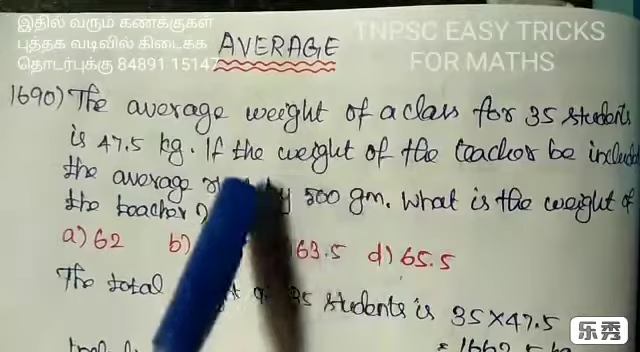 இதில் வரும் கணக்குகள்
புத்தக வடிவில் கிடைக்க
தொடர்புக்கு 84891 15147
TNPSC EASY TRICKS
FOR MATHS
AVERAGE
1690) The average weight of a class for 35 students
is 47.5 kg. If the weight of the teacher be
the average by 500 gm. What is the weight of
the teacher?
a) 62 b) 63.5 d) 65.5
The total 35 students is 35×47.5
= 1662.5
乐秀